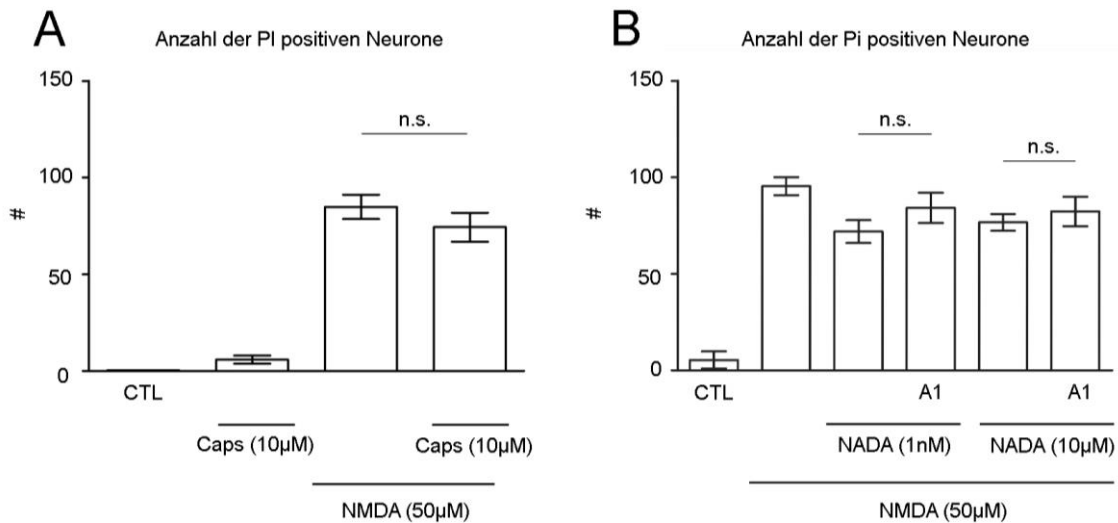 A
Anzahl der PI positiven Neurone
150
n.s.
100
#
50
0
CTL
Caps (10µM)
Caps (10µM)
NMDA (50µM)
B
Anzahl der Pi positiven Neurone
150
n.s.
n.s.
100
#
50
0
CTL
A1
A1
NADA (1nM)
NADA (10µM)
NMDA (50µM)